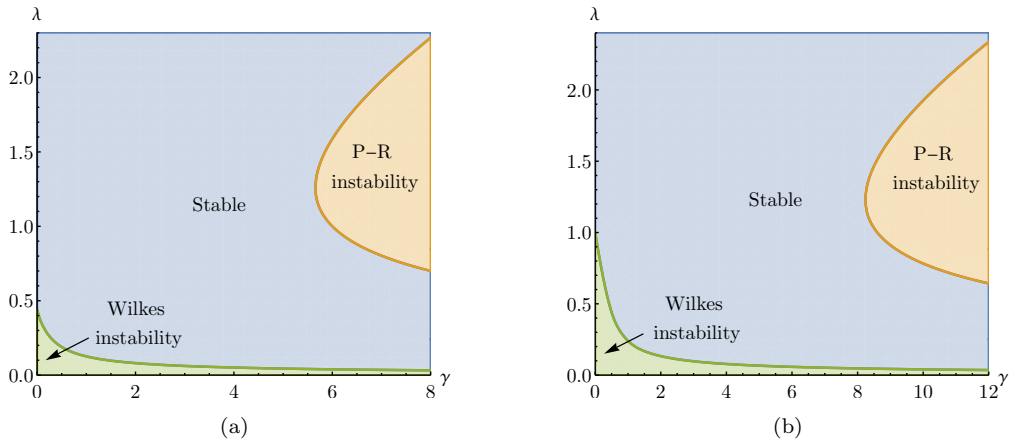 λ
2.0
1.5
1.0
0.5
0.0
0 2 4 6 8 γ
P–R
instability
Stable
Wilkes
instability
(a)
λ
2.0
1.5
1.0
0.5
0.0
0 2 4 6 8 10 12 γ
P–R
instability
Stable
Wilkes
instability
(b)